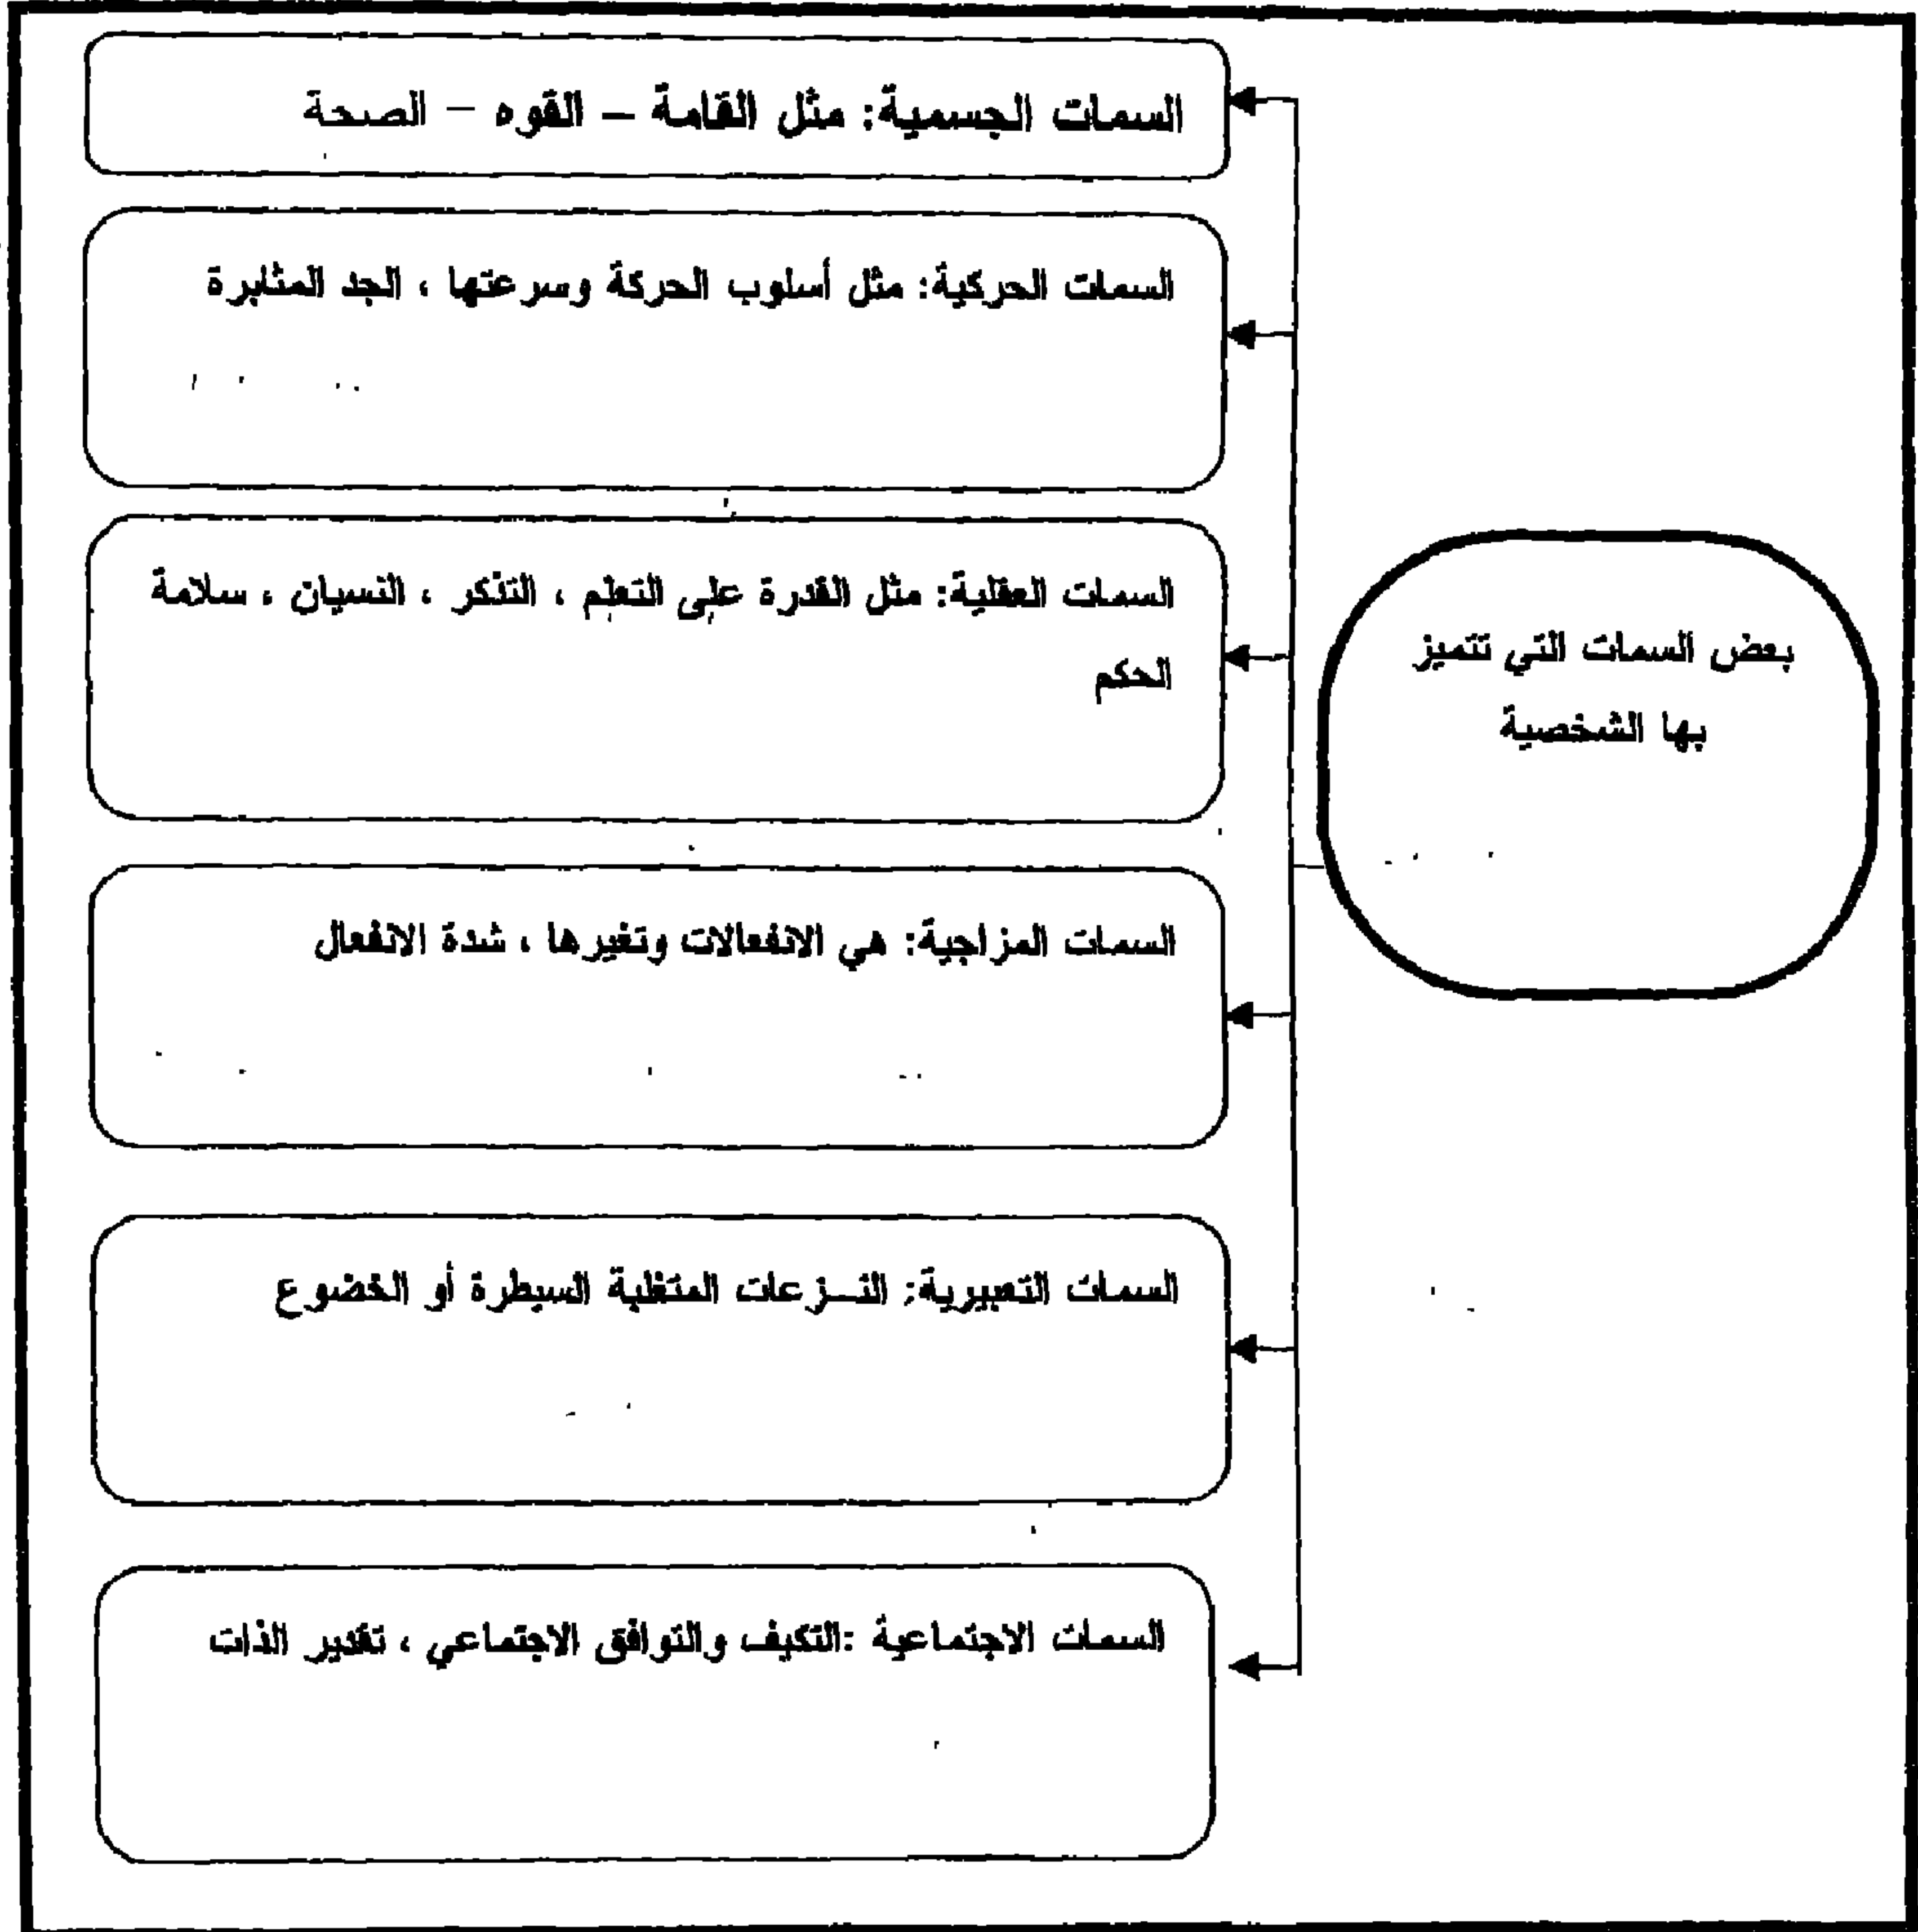 بعض السمات التي تتميز
بها الشخصية
السمات الجسمية: مثل القامة – القوه – الصحة
السمات الحركية: مثل أسلوب الحركة وسرعتها ، الجد المثابرة
السمات العقلية: مثل القدرة على التعلم ، التذكر ، النسيان ، سلامة
الحكم
السمات المزاجية: هي الانفعالات وتغيرها ، شدة الانفعال
السمات التعبيرية: النـزعات المتغلبة السيطرة أو الخضوع
السمات الاجتماعية :التكيف والتوافق الاجتماعي ، تقدير الذات